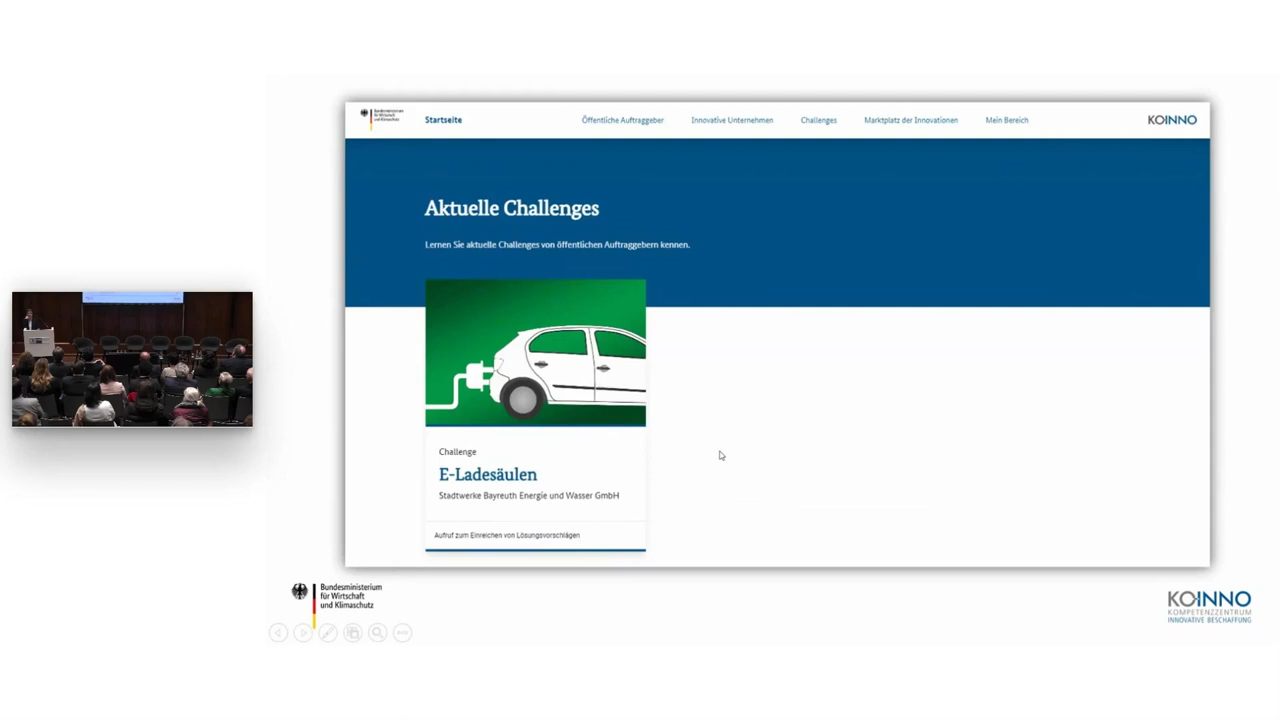 Bundesministerium
für Wirtschaft
und Klimaschutz
Startseite
Öffentliche Auftraggeber
Innovative Unternehmen
Challenges
Marktplatz der Innovationen
Mein Bereich
KOINNO
Aktuelle Challenges
Lernen Sie aktuelle Challenges von öffentlichen Auftraggebern kennen.
Challenge
E-Ladesäulen
Stadtwerke Bayreuth Energie und Wasser GmbH
Aufruf zum Einreichen von Lösungsvorschlägen
Bundesministerium
für Wirtschaft
und Klimaschutz
KOINNO
KOMPETENZZENTRUM
INNOVATIVE BESCHAFFUNG